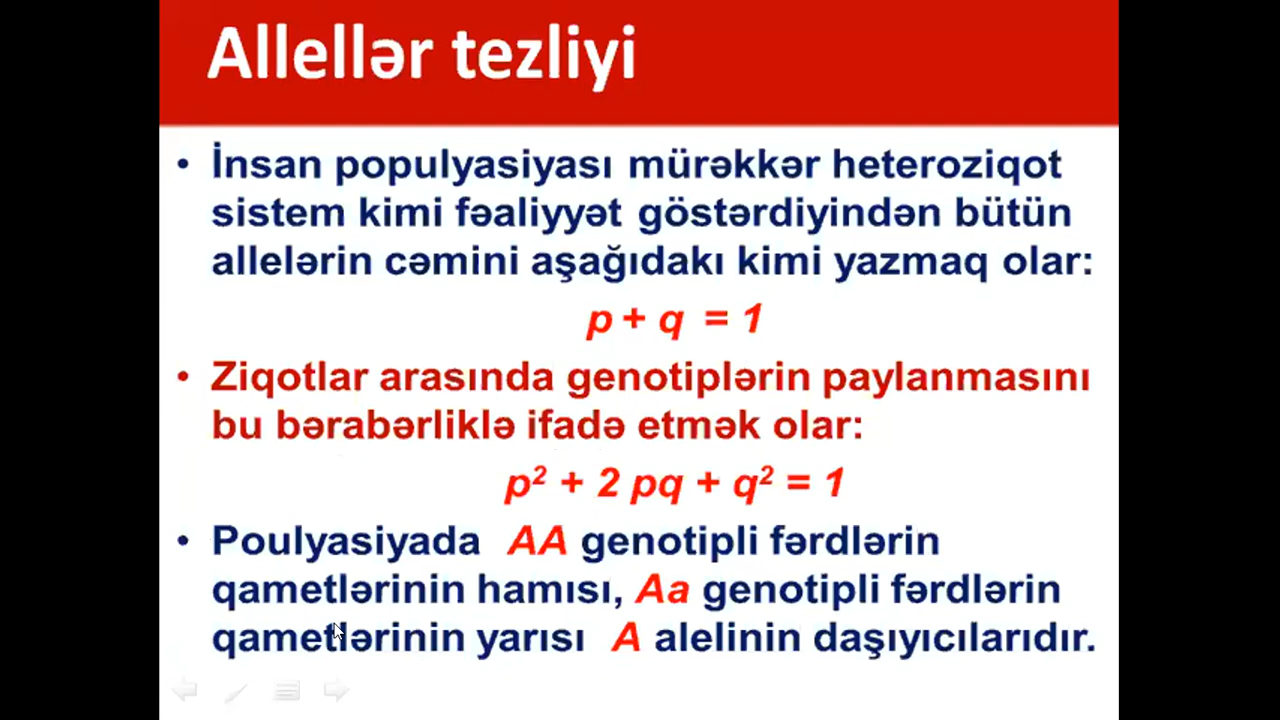 Allellər tezliyi
• İnsan populyasiyası mürəkkər heteroziqot
sistem kimi fəaliyyət göstərdiyindən bütün
allelərin cəmini aşağıdakı kimi yazmaq olar:
p + q = 1
• Ziqotlar arasında genotiplərin paylanmasını
bu bərabərliklə ifadə etmək olar:
p² + 2 pq + q² = 1
• Poulyasiyada AA genotipli fərdlərin
qametlərinin hamısı, Aa genotipli fərdlərin
qametlərinin yarısı A alelinin daşıyıcılarıdır.